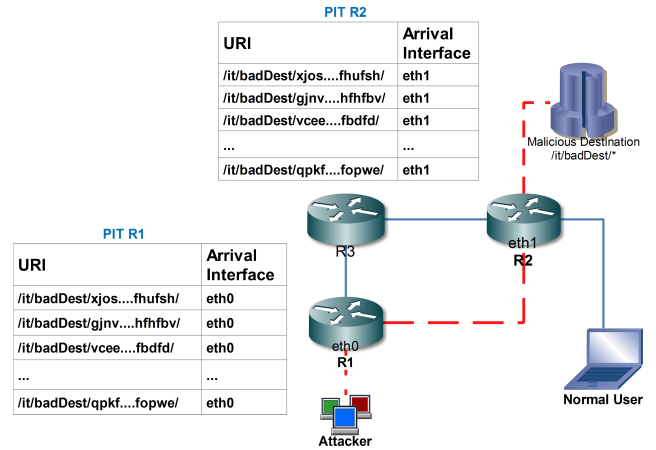 PIT R2
URI Arrival Interface
/it/badDest/xjos....fhufsh/ eth1
/it/badDest/gjnv....hfhfbv/ eth1
/it/badDest/vcee....fbdfd/ eth1
... ...
/it/badDest/qpkf....fopwe/ eth1
Malicious Destination
/it/badDest/*
R3
eth1
R2
PIT R1
URI Arrival Interface
/it/badDest/xjos....fhufsh/ eth0
/it/badDest/gjnv....hfhfbv/ eth0
/it/badDest/vcee....fbdfd/ eth0
... ...
/it/badDest/qpkf....fopwe/ eth0
eth0
R1
Attacker
Normal User